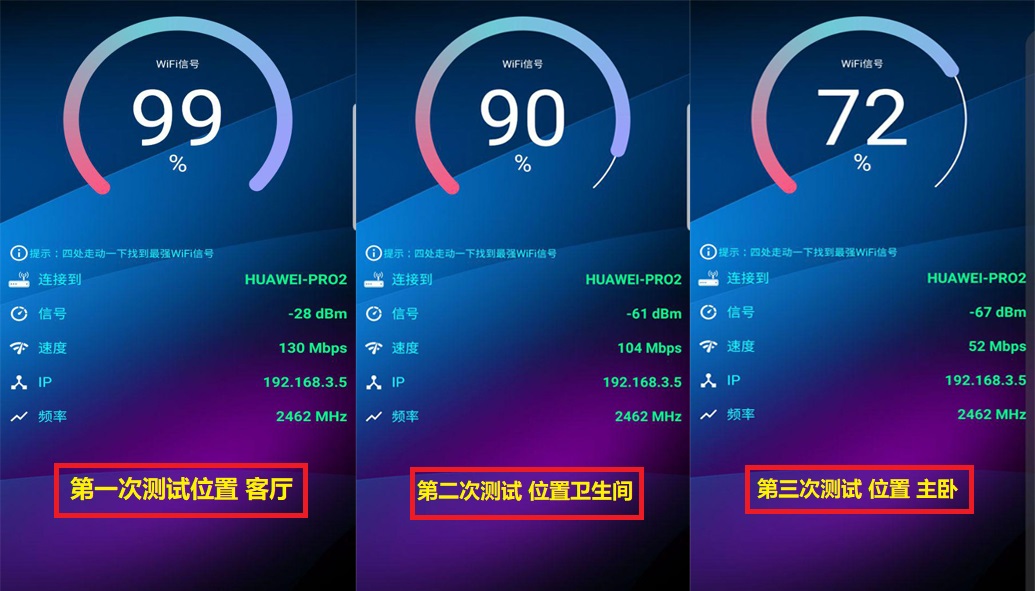 WiFi信号
99
%
提示：四处走动一下找到最强WiFi信号
连接到 HUAWEI-PRO2
信号 -28 dBm
速度 130 Mbps
IP 192.168.3.5
频率 2462 MHz
第一次测试位置 客厅
WiFi信号
90
%
提示：四处走动一下找到最强WiFi信号
连接到 HUAWEI-PRO2
信号 -61 dBm
速度 104 Mbps
IP 192.168.3.5
频率 2462 MHz
第二次测试 位置卫生间
WiFi信号
72
%
提示：四处走动一下找到最强WiFi信号
连接到 HUAWEI-PRO2
信号 -67 dBm
速度 52 Mbps
IP 192.168.3.5
频率 2462 MHz
第三次测试 位置 主卧